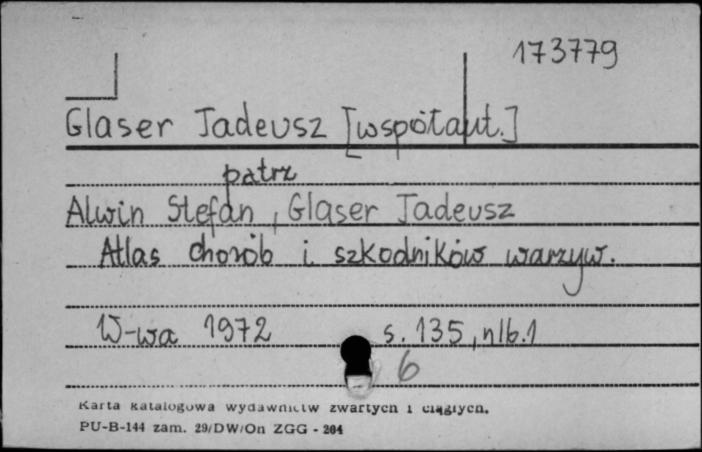 173779
Glaser Tadeusz [współaut.]
patrz
Alwin Stefan, Glaser Tadeusz
Atlas chorób i szkodników warzyw.
W-wa 1972 s. 135, nlb.1
6
Karta katalogowa wydawnictw zwartych i ciągłych.
PU-B-144 zam. 29/DW/On ZGG - 204